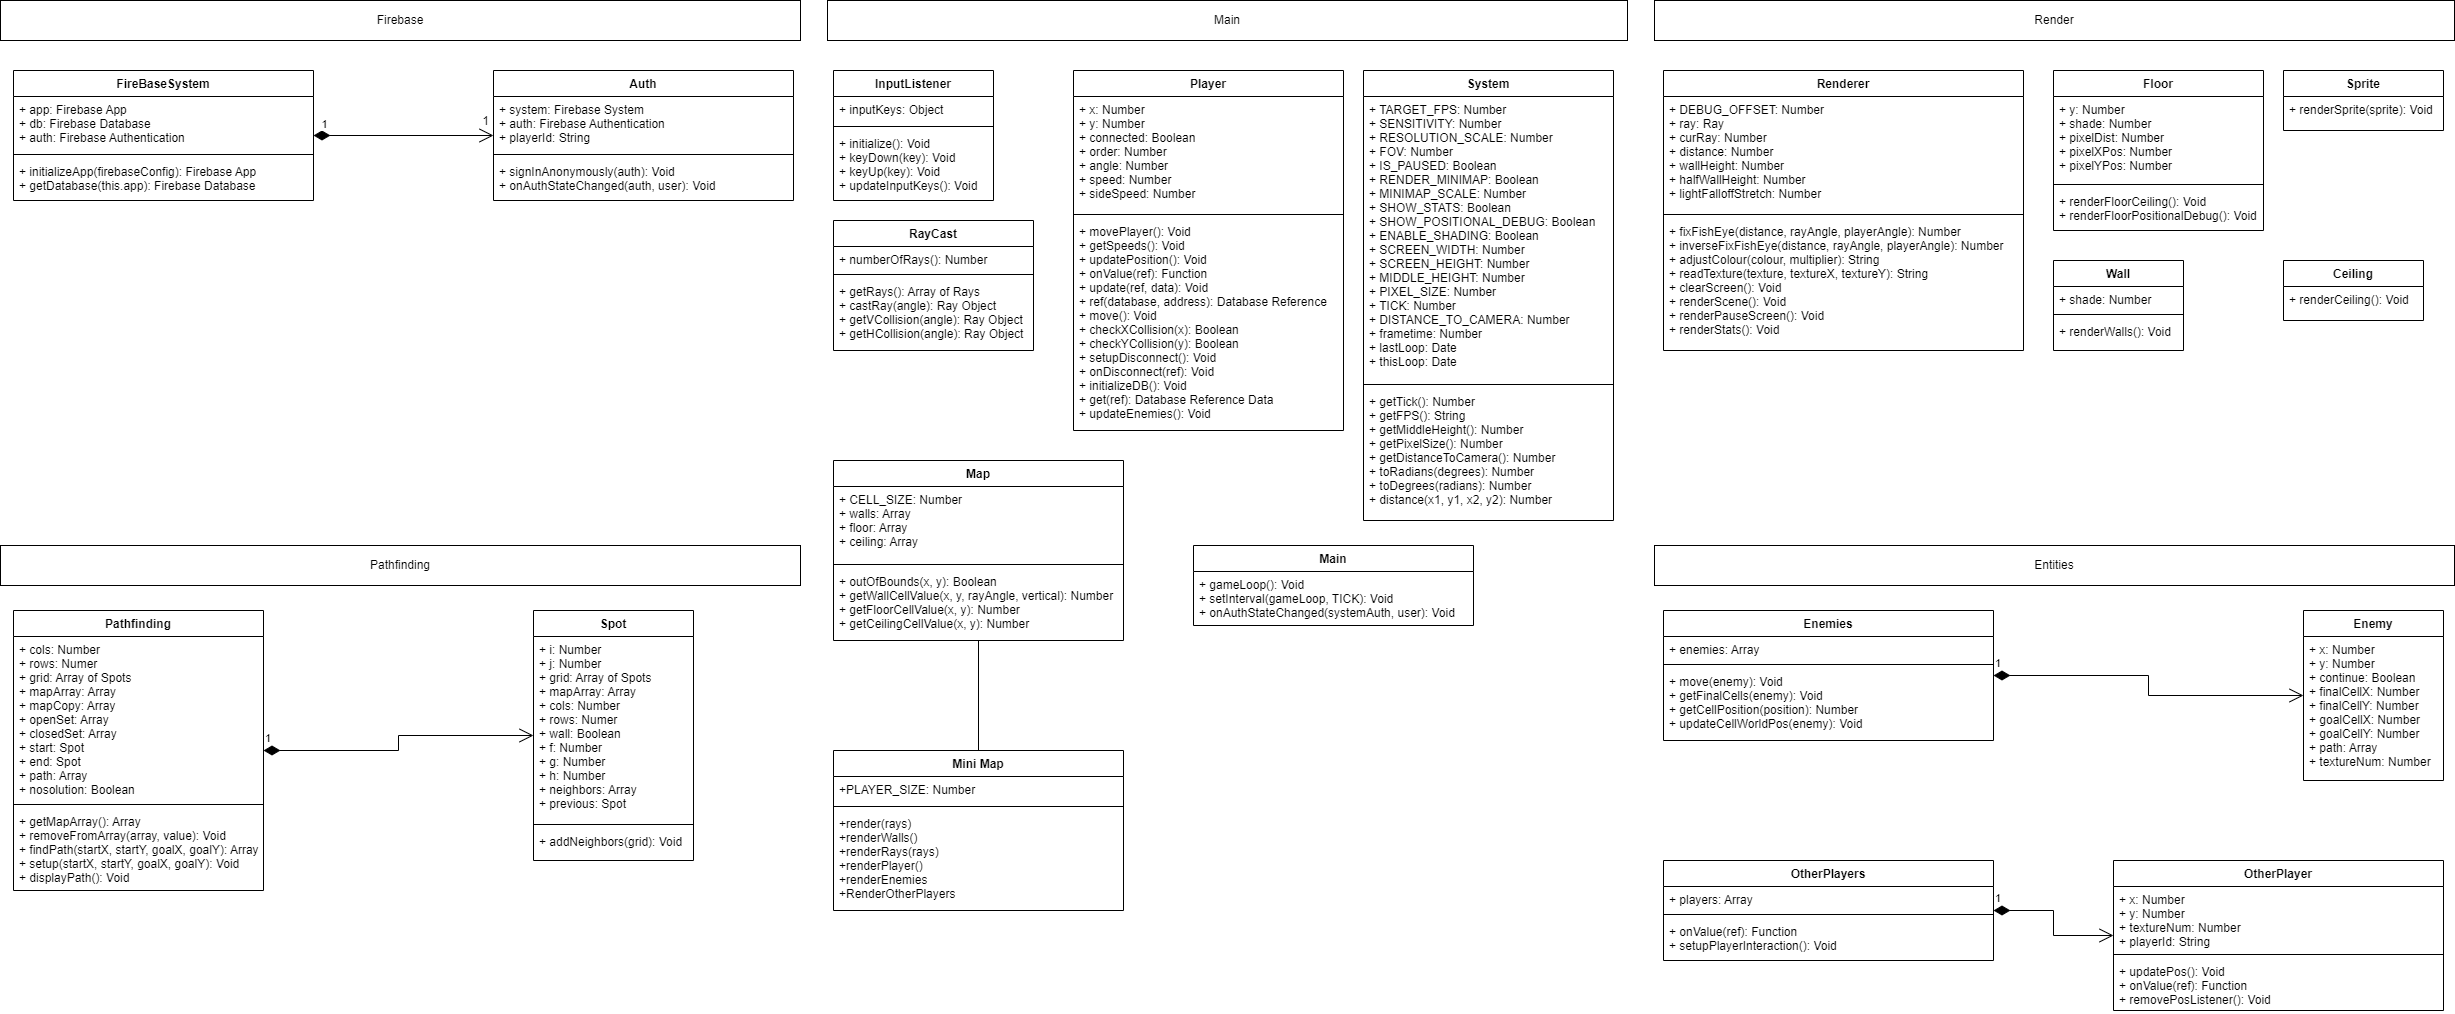 Firebase
FireBaseSystem
+ app: Firebase App
+ db: Firebase Database
+ auth: Firebase Authentication
+ initializeApp(firebaseConfig): Firebase App
+ getDatabase(this.app): Firebase Database
1
1
Auth
+ system: Firebase System
+ auth: Firebase Authentication
+ playerId: String
+ signInAnonymously(auth): Void
+ onAuthStateChanged(auth, user): Void
Main
InputListener
+ inputKeys: Object
+ initialize(): Void
+ keyDown(key): Void
+ keyUp(key): Void
+ updateInputKeys(): Void
RayCast
+ numberOfRays(): Number
+ getRays(): Array of Rays
+ castRay(angle): Ray Object
+ getVCollision(angle): Ray Object
+ getHCollision(angle): Ray Object
Player
+ x: Number
+ y: Number
+ connected: Boolean
+ order: Number
+ angle: Number
+ speed: Number
+ sideSpeed: Number
+ movePlayer(): Void
+ getSpeeds(): Void
+ updatePosition(): Void
+ onValue(ref): Function
+ update(ref, data): Void
+ ref(database, address): Database Reference
+ move(): Void
+ checkXCollision(x): Boolean
+ checkYCollision(y): Boolean
+ setupDisconnect(): Void
+ onDisconnect(ref): Void
+ initializeDB(): Void
+ get(ref): Database Reference Data
+ updateEnemies(): Void
System
+ TARGET_FPS: Number
+ SENSITIVITY: Number
+ RESOLUTION_SCALE: Number
+ FOV: Number
+ IS_PAUSED: Boolean
+ RENDER_MINIMAP: Boolean
+ MINIMAP_SCALE: Number
+ SHOW_STATS: Boolean
+ SHOW_POSITIONAL_DEBUG: Boolean
+ ENABLE_SHADING: Boolean
+ SCREEN_WIDTH: Number
+ SCREEN_HEIGHT: Number
+ MIDDLE_HEIGHT: Number
+ PIXEL_SIZE: Number
+ TICK: Number
+ DISTANCE_TO_CAMERA: Number
+ frametime: Number
+ lastLoop: Date
+ thisLoop: Date
+ getTick(): Number
+ getFPS(): String
+ getMiddleHeight(): Number
+ getPixelSize(): Number
+ getDistanceToCamera(): Number
+ toRadians(degrees): Number
+ toDegrees(radians): Number
+ distance(x1, y1, x2, y2): Number
Map
+ CELL_SIZE: Number
+ walls: Array
+ floor: Array
+ ceiling: Array
+ outOfBounds(x, y): Boolean
+ getWallCellValue(x, y, rayAngle, vertical): Number
+ getFloorCellValue(x, y): Number
+ getCeilingCellValue(x, y): Number
Main
+ gameLoop(): Void
+ setInterval(gameLoop, TICK): Void
+ onAuthStateChanged(systemAuth, user): Void
Mini Map
+PLAYER_SIZE: Number
+render(rays)
+renderWalls()
+renderRays(rays)
+renderPlayer()
+renderEnemies
+RenderOtherPlayers
Render
Renderer
+ DEBUG_OFFSET: Number
+ ray: Ray
+ curRay: Number
+ distance: Number
+ wallHeight: Number
+ halfWallHeight: Number
+ lightFalloffStretch: Number
+ fixFishEye(distance, rayAngle, playerAngle): Number
+ inverseFixFishEye(distance, rayAngle, playerAngle): Number
+ adjustColour(colour, multiplier): String
+ readTexture(texture, textureX, textureY): String
+ clearScreen(): Void
+ renderScene(): Void
+ renderPauseScreen(): Void
+ renderStats(): Void
Floor
+ y: Number
+ shade: Number
+ pixelDist: Number
+ pixelXPos: Number
+ pixelYPos: Number
+ renderFloorCeiling(): Void
+ renderFloorPositionalDebug(): Void
Sprite
+ renderSprite(sprite): Void
Wall
+ shade: Number
+ renderWalls(): Void
Ceiling
+ renderCeiling(): Void
Pathfinding
Pathfinding
+ cols: Number
+ rows: Numer
+ grid: Array of Spots
+ mapArray: Array
+ mapCopy: Array
+ openSet: Array
+ closedSet: Array
+ start: Spot
+ end: Spot
+ path: Array
+ nosolution: Boolean
+ getMapArray(): Array
+ removeFromArray(array, value): Void
+ findPath(startX, startY, goalX, goalY): Array
+ setup(startX, startY, goalX, goalY): Void
+ displayPath(): Void
1
Spot
+ i: Number
+ j: Number
+ grid: Array of Spots
+ mapArray: Array
+ cols: Number
+ rows: Numer
+ wall: Boolean
+ f: Number
+ g: Number
+ h: Number
+ neighbors: Array
+ previous: Spot
+ addNeighbors(grid): Void
Entities
Enemies
+ enemies: Array
+ move(enemy): Void
+ getFinalCells(enemy): Void
+ getCellPosition(position): Number
+ updateCellWorldPos(enemy): Void
1
Enemy
+ x: Number
+ y: Number
+ continue: Boolean
+ finalCellX: Number
+ finalCellY: Number
+ goalCellX: Number
+ goalCellY: Number
+ path: Array
+ textureNum: Number
OtherPlayers
+ players: Array
+ onValue(ref): Function
+ setupPlayerInteraction(): Void
1
OtherPlayer
+ x: Number
+ y: Number
+ textureNum: Number
+ playerId: String
+ updatePos(): Void
+ onValue(ref): Function
+ removePosListener(): Void